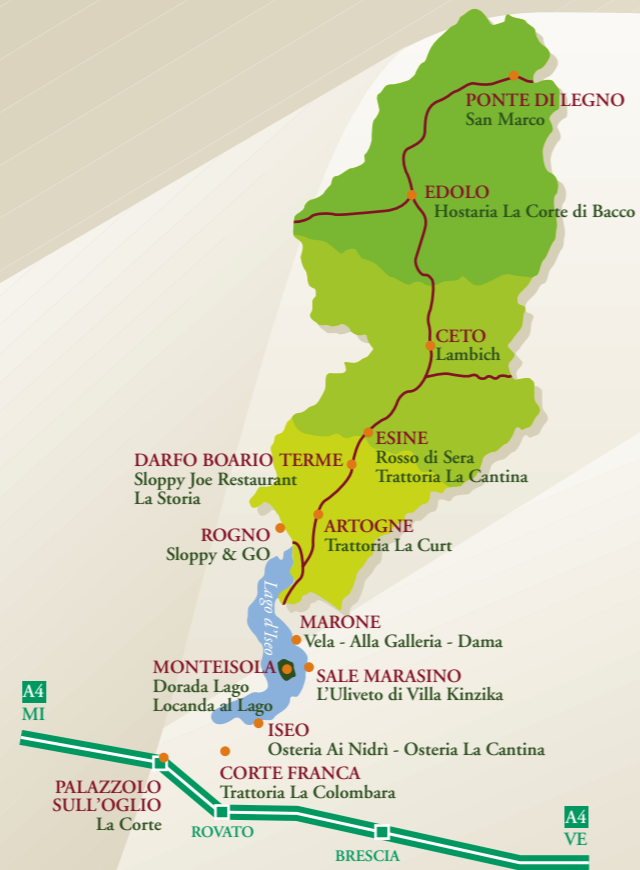 PONTE DI LEGNO
San Marco
EDOLO
Hostaria La Corte di Bacco
CETO
Lambich
ESINE
Rosso di Sera
Trattoria La Cantina
DARFO BOARIO TERME
Sloppy Joe Restaurant
La Storia
ARTOGNE
Trattoria La Curt
ROGNO
Sloppy & GO
Lago d'Iseo
MARONE
Vela - Alla Galleria - Dama
MONTEISOLA
Dorada Lago
Locanda al Lago
SALE MARASINO
L'Uliveto di Villa Kinzika
A4
MI
ISEO
Osteria Ai Nidrì - Osteria La Cantina
CORTE FRANCA
Trattoria La Colombara
PALAZZOLO
SULL'OGLIO
La Corte
ROVATO
A4
VE
BRESCIA